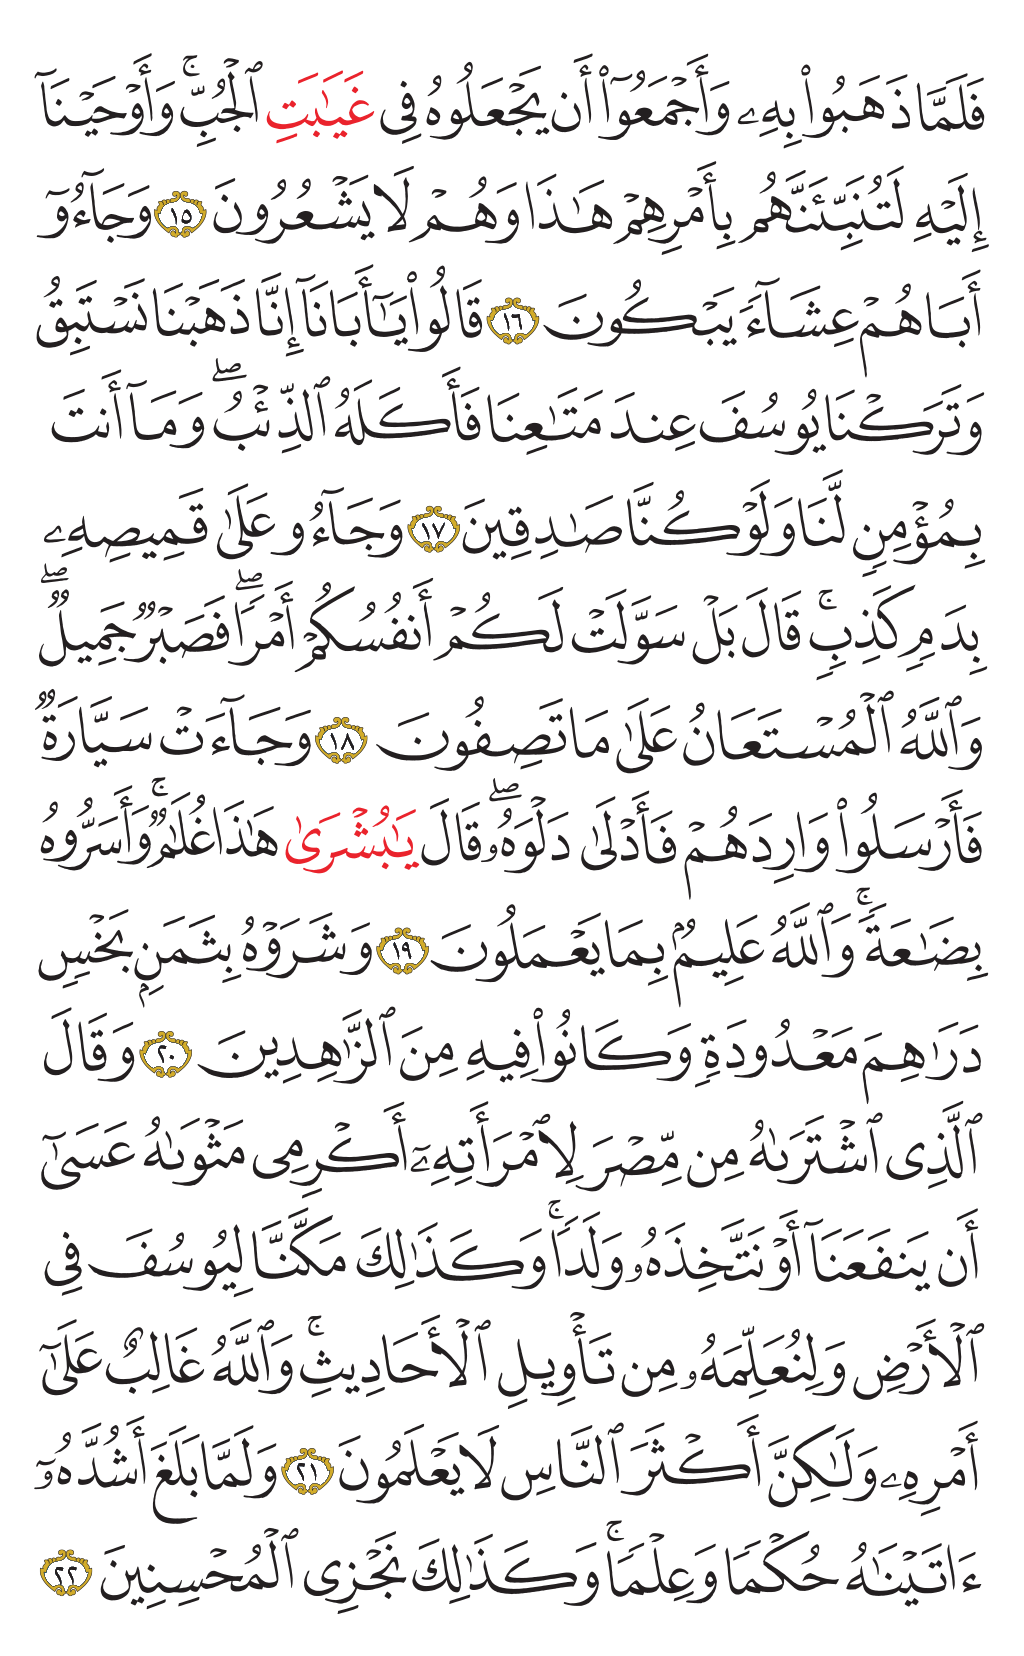 فَلَمَّا ذَهَبُوا۟ بِهِۦ وَأَجْمَعُوٓا۟ أَن يَجْعَلُوهُ فِى غَيَـٰبَتِ ٱلْجُبِّ ۚ وَأَوْحَيْنَآ
إِلَيْهِ لَتُنَبِّئَنَّهُم بِأَمْرِهِمْ هَـٰذَا وَهُمْ لَا يَشْعُرُونَ ١٥ وَجَآءُوٓ
أَبَاهُمْ عِشَآءً يَبْكُونَ ١٦ قَالُوا۟ يَـٰٓأَبَانَآ إِنَّا ذَهَبْنَا نَسْتَبِقُ
وَتَرَكْنَا يُوسُفَ عِندَ مَتَـٰعِنَا فَأَكَلَهُ ٱلذِّئْبُ ۖ وَمَآ أَنتَ
بِمُؤْمِنٍ لَّنَا وَلَوْ كُنَّا صَـٰدِقِينَ ١٧ وَجَآءُو عَلَىٰ قَمِيصِهِۦ
بِدَمٍ كَذِبٍ ۚ قَالَ بَلْ سَوَّلَتْ لَكُمْ أَنفُسُكُمْ أَمْرًا ۖ فَصَبْرٌ جَمِيلٌ ۖ
وَٱللَّهُ ٱلْمُسْتَعَانُ عَلَىٰ مَا تَصِفُونَ ١٨ وَجَآءَتْ سَيَّارَةٌ
فَأَرْسَلُوا۟ وَارِدَهُمْ فَأَدْلَىٰ دَلْوَهُۥ ۖ قَالَ يَـٰبُشْرَىٰ هَـٰذَا غُلَـٰمٌ ۚ وَأَسَرُّوهُ
بِضَـٰعَةً ۚ وَٱللَّهُ عَلِيمٌۢ بِمَا يَعْمَلُونَ ١٩ وَشَرَوْهُ بِثَمَنٍۭ بَخْسٍ
دَرَٰهِمَ مَعْدُودَةٍ وَكَانُوا۟ فِيهِ مِنَ ٱلزَّٰهِدِينَ ٢٠ وَقَالَ
ٱلَّذِى ٱشْتَرَىٰهُ مِن مِّصْرَ لِٱمْرَأَتِهِۦٓ أَكْرِمِى مَثْوَىٰهُ عَسَىٰٓ
أَن يَنفَعَنَآ أَوْ نَتَّخِذَهُۥ وَلَدًا ۚ وَكَذَٰلِكَ مَكَّنَّا لِيُوسُفَ فِى
ٱلْأَرْضِ وَلِنُعَلِّمَهُۥ مِن تَأْوِيلِ ٱلْأَحَادِيثِ ۚ وَٱللَّهُ غَالِبٌ عَلَىٰٓ
أَمْرِهِۦ وَلَـٰكِنَّ أَكْثَرَ ٱلنَّاسِ لَا يَعْلَمُونَ ٢١ وَلَمَّا بَلَغَ أَشُدَّهُۥٓ
ءَاتَيْنَـٰهُ حُكْمًا وَعِلْمًا ۚ وَكَذَٰلِكَ نَجْزِى ٱلْمُحْسِنِينَ ٢٢